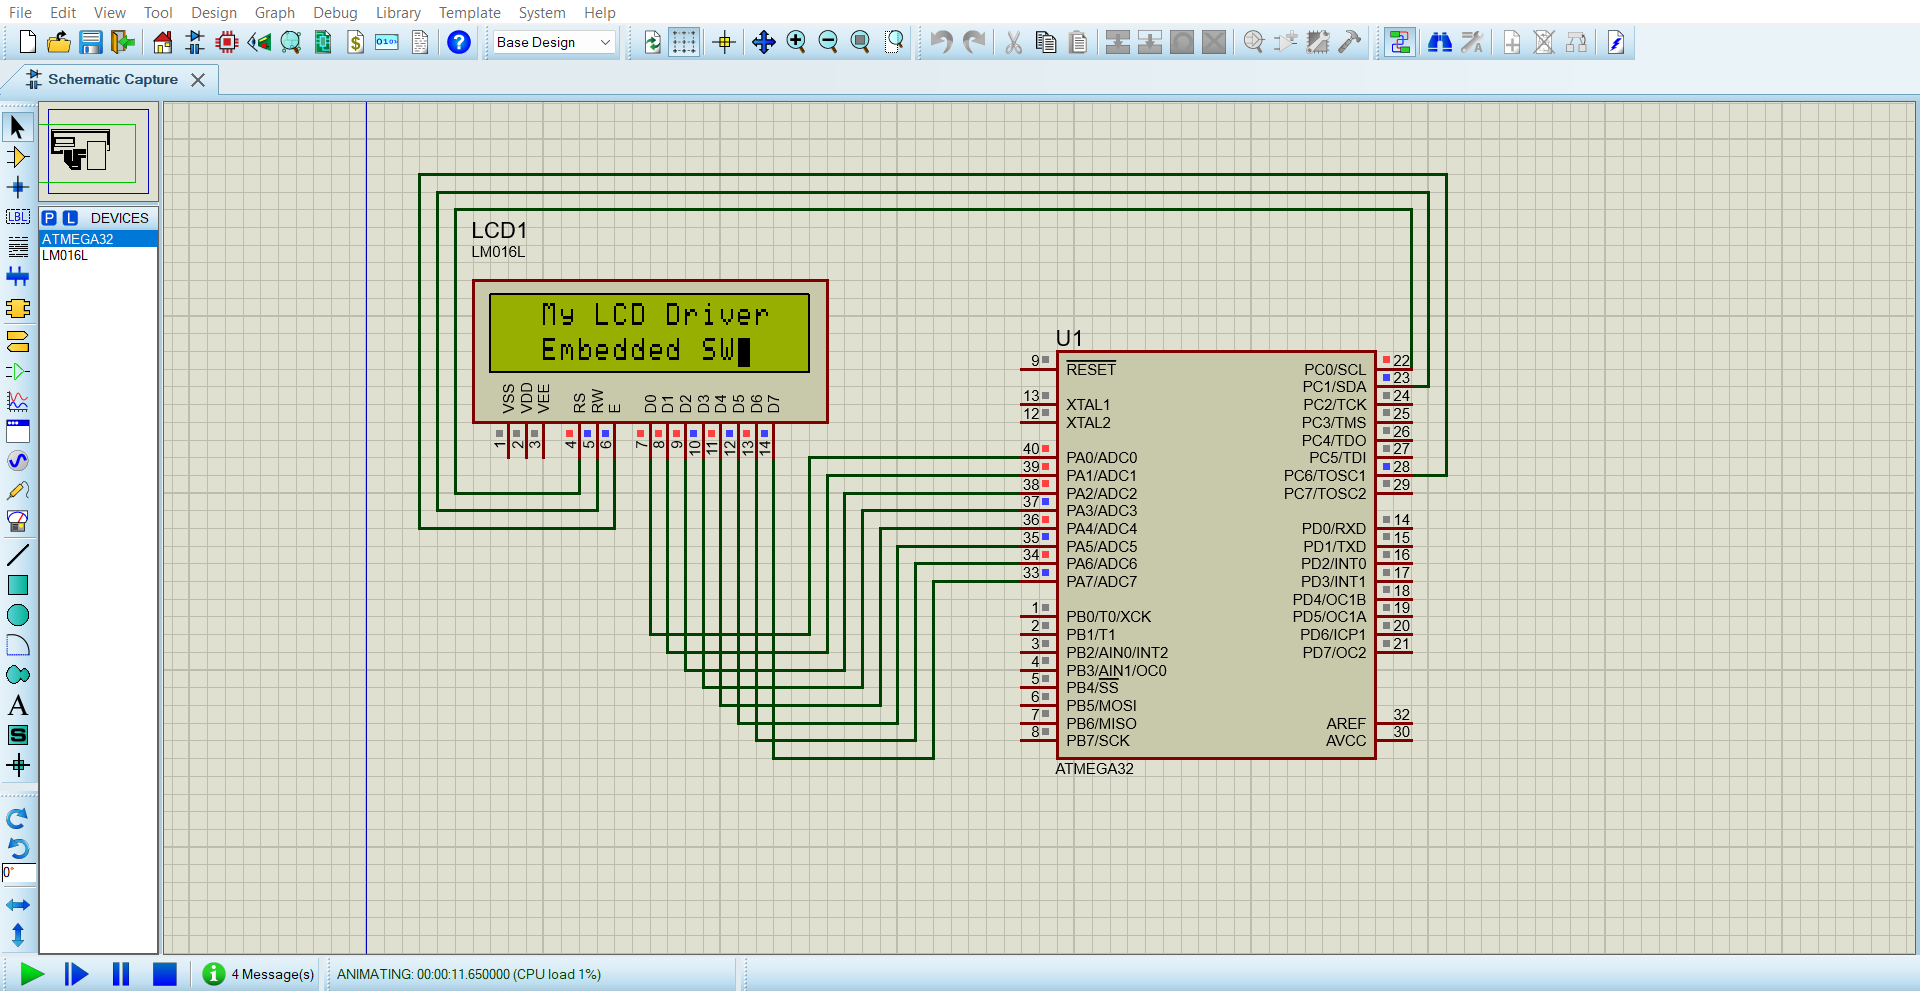 File Edit View Tool Design Graph Debug Library Template System Help
Base Design
Schematic Capture
P L DEVICES
ATMEGA32
LM016L
LBL
A
S
0°
LCD1
LM016L
My LCD Driver
Embedded SW
VSS
VDD
VEE
RS
RW
E
D0
D1
D2
D3
D4
D5
D6
D7
1
2
3
4
5
6
7
8
9
10
11
12
13
14
U1
9 RESET
13 XTAL1
12 XTAL2
40 PA0/ADC0
39 PA1/ADC1
38 PA2/ADC2
37 PA3/ADC3
36 PA4/ADC4
35 PA5/ADC5
34 PA6/ADC6
33 PA7/ADC7
1 PB0/T0/XCK
2 PB1/T1
3 PB2/AIN0/INT2
4 PB3/AIN1/OC0
5 PB4/SS
6 PB5/MOSI
7 PB6/MISO
8 PB7/SCK
PC0/SCL 22
PC1/SDA 23
PC2/TCK 24
PC3/TMS 25
PC4/TDO 26
PC5/TDI 27
PC6/TOSC1 28
PC7/TOSC2 29
PD0/RXD 14
PD1/TXD 15
PD2/INT0 16
PD3/INT1 17
PD4/OC1B 18
PD5/OC1A 19
PD6/ICP1 20
PD7/OC2 21
AREF 32
AVCC 30
ATMEGA32
4 Message(s)
ANIMATING: 00:00:11.650000 (CPU load 1%)